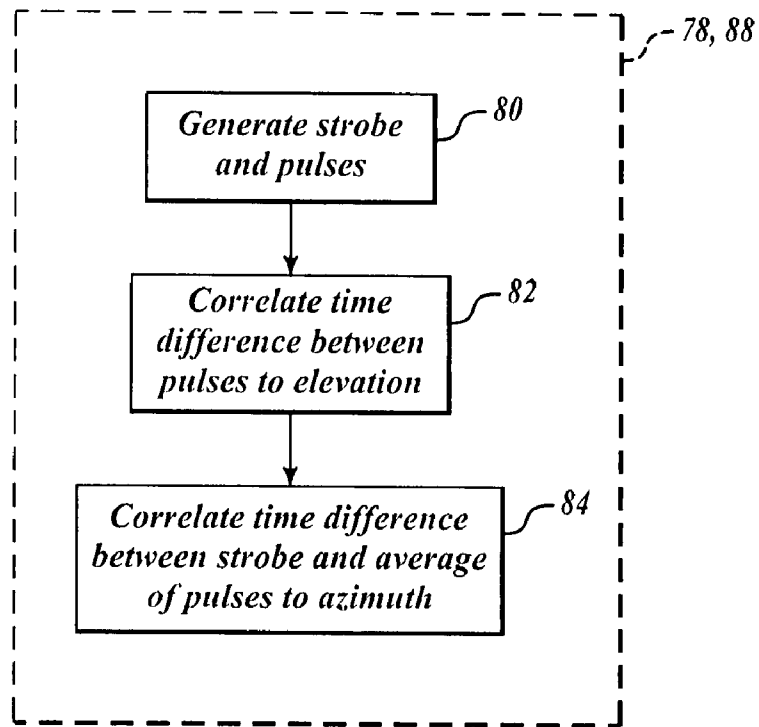 78, 88
80
Generate strobe
and pulses
82
Correlate time
difference between
pulses to elevation
84
Correlate time difference
between strobe and average
of pulses to azimuth